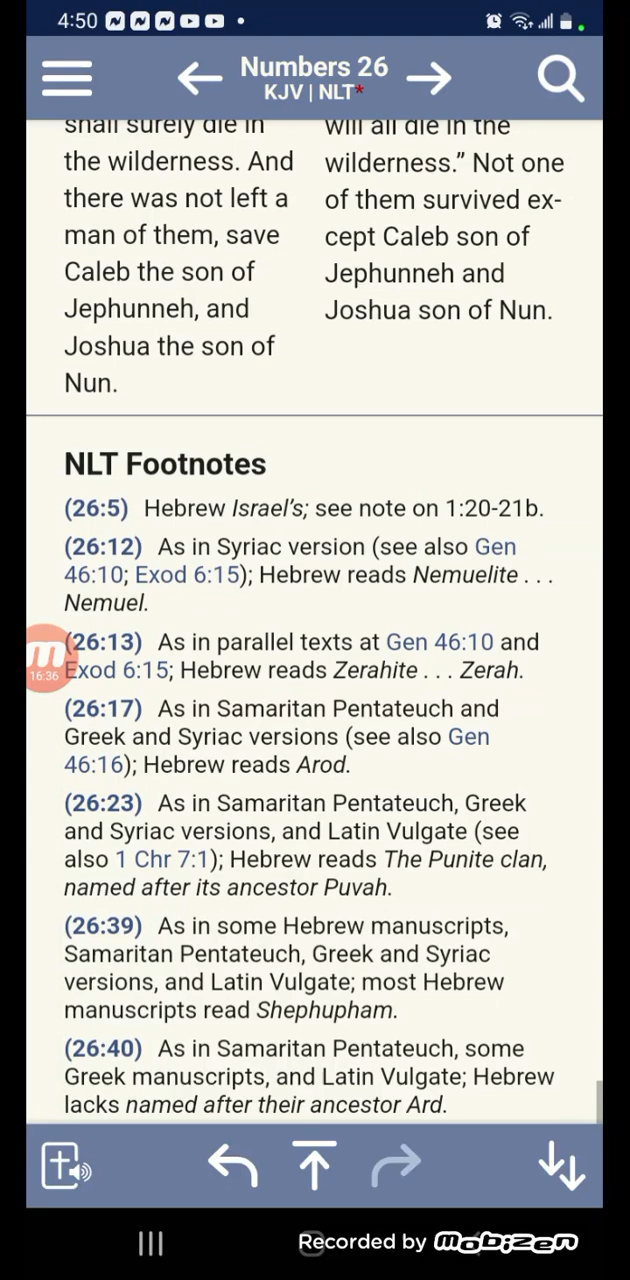 4:50
Numbers 26
KJV | NLT*
shall surely die in
the wilderness. And
there was not left a
man of them, save
Caleb the son of
Jephunneh, and
Joshua the son of
Nun.
will all die in the
wilderness.” Not one
of them survived ex-
cept Caleb son of
Jephunneh and
Joshua son of Nun.
NLT Footnotes
(26:5) Hebrew Israel's; see note on 1:20-21b.
(26:12) As in Syriac version (see also Gen
46:10; Exod 6:15); Hebrew reads Nemuelite . . .
Nemuel.
(26:13) As in parallel texts at Gen 46:10 and
Exod 6:15; Hebrew reads Zerahite . . . Zerah.
16:36
(26:17) As in Samaritan Pentateuch and
Greek and Syriac versions (see also Gen
46:16); Hebrew reads Arod.
(26:23) As in Samaritan Pentateuch, Greek
and Syriac versions, and Latin Vulgate (see
also 1 Chr 7:1); Hebrew reads The Punite clan,
named after its ancestor Puvah.
(26:39) As in some Hebrew manuscripts,
Samaritan Pentateuch, Greek and Syriac
versions, and Latin Vulgate; most Hebrew
manuscripts read Shephupham.
(26:40) As in Samaritan Pentateuch, some
Greek manuscripts, and Latin Vulgate; Hebrew
lacks named after their ancestor Ard.
Recorded by mobizen